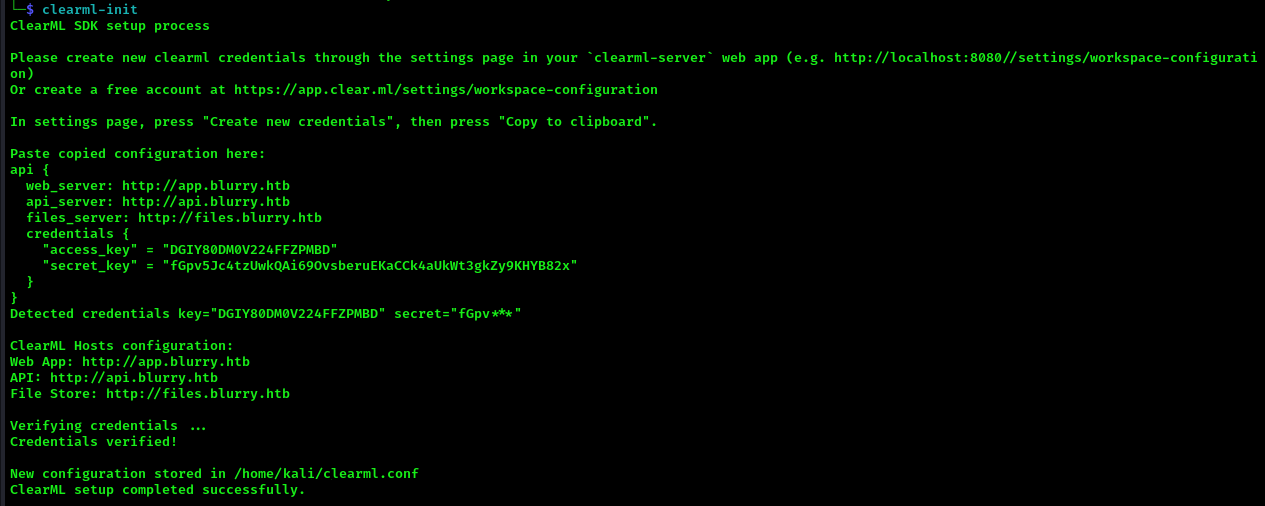 └─$ clearml-init
ClearML SDK setup process
Please create new clearml credentials through the settings page in your `clearml-server` web app (e.g. http://localhost:8080//settings/workspace-configurati
on)
Or create a free account at https://app.clear.ml/settings/workspace-configuration
In settings page, press "Create new credentials", then press "Copy to clipboard".
Paste copied configuration here:
api {
  web_server: http://app.blurry.htb
  api_server: http://api.blurry.htb
  files_server: http://files.blurry.htb
  credentials {
    "access_key" = "DGIY80DM0V224FFZPMBD"
    "secret_key" = "fGpv5Jc4tzUwkQAi69OvsberuEKaCCk4aUkWt3gkZy9KHYB82x"
  }
}
Detected credentials key="DGIY80DM0V224FFZPMBD" secret="fGpv***"
ClearML Hosts configuration:
Web App: http://app.blurry.htb
API: http://api.blurry.htb
File Store: http://files.blurry.htb
Verifying credentials ...
Credentials verified!
New configuration stored in /home/kali/clearml.conf
ClearML setup completed successfully.